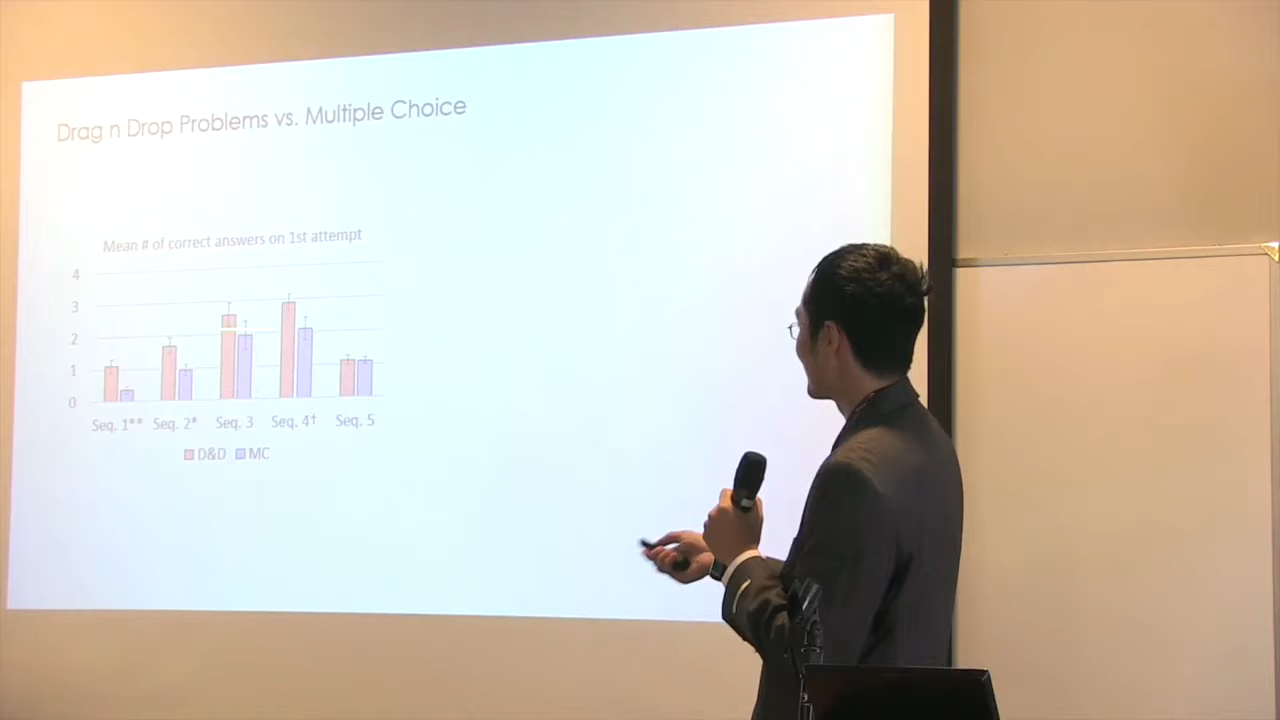 Drag n Drop Problems vs. Multiple Choice
Mean # of correct answers on 1st attempt
4
3
2
1
0
Seq. 1** Seq. 2* Seq. 3 Seq. 4† Seq. 5
D&D MC